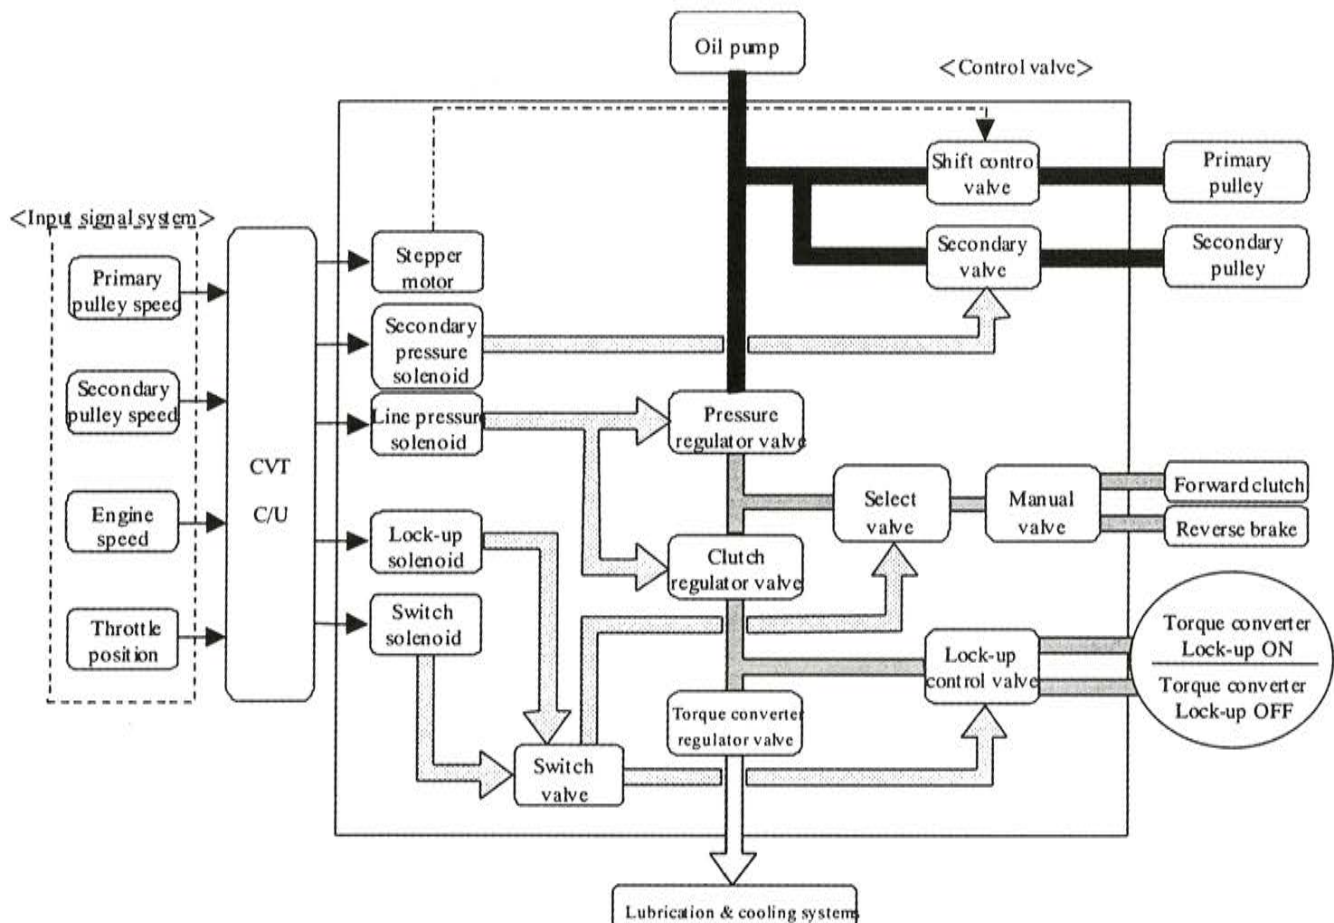 Oil pump
<Control valve>
Shift contro
valve
Primary
pulley
<Input signal system>
Stepper
motor
Secondary
valve
Secondary
pulley
Primary
pulley speed
Secondary
pressure
solenoid
Secondary
pulley speed
Line pressure
solenoid
Pressure
regulator valve
CVT
C/U
Select
valve
Manual
valve
Forward clutch
Reverse brake
Engine
speed
Lock-up
solenoid
Clutch
regulator valve
Throttle
position
Switch
solenoid
Lock-up
control valve
Torque converter
Lock-up ON
Torque converter
Lock-up OFF
Torque converter
regulator valve
Switch
valve
Lubrication & cooling systems